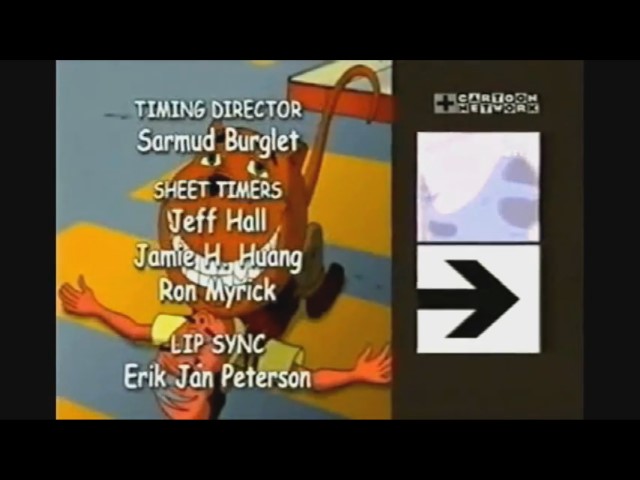 TIMING DIRECTOR
Sarmud Burglet
SHEET TIMERS
Jeff Hall
Jamie H. Huang
Ron Myrick
LIP SYNC
Erik Jan Peterson
CARTOON
NETWORK